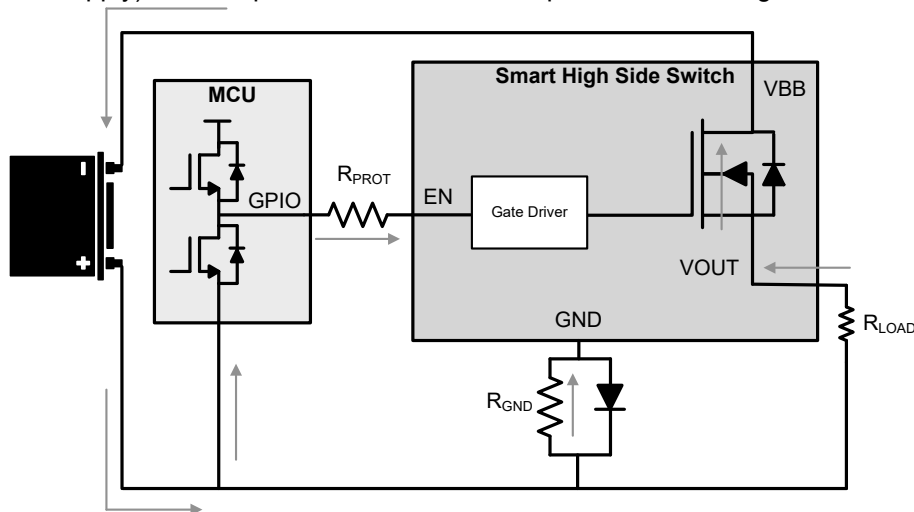 Smart High Side Switch
VBB
MCU
GPIO
RPROT
EN
Gate Driver
VOUT
GND
RLOAD
RGND
-
+